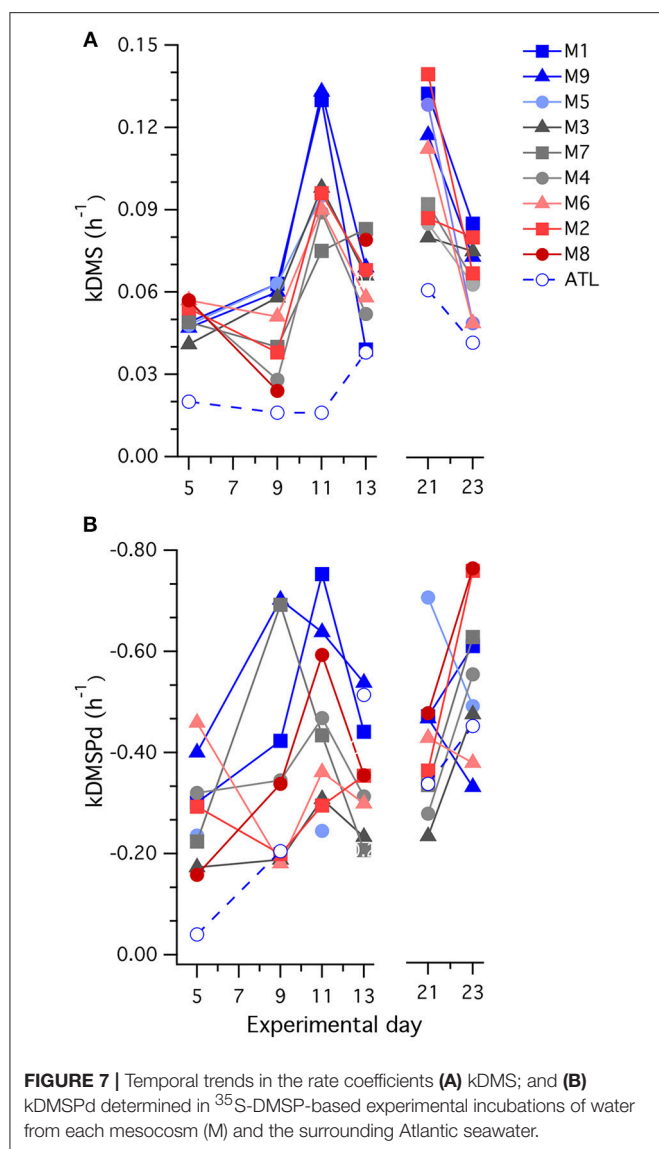 A
0.15
0.12
0.09
0.06
0.03
0.00
kDMS (h⁻¹)
5 7 9 11 13 21 23
M1
M9
M5
M3
M7
M4
M6
M2
M8
ATL
B
-0.80
-0.60
-0.40
-0.20
0.00
kDMSPd (h⁻¹)
5 7 9 11 13 21 23
Experimental day
FIGURE 7 | Temporal trends in the rate coefficients (A) kDMS; and (B)
kDMSPd determined in ³⁵S-DMSP-based experimental incubations of water
from each mesocosm (M) and the surrounding Atlantic seawater.